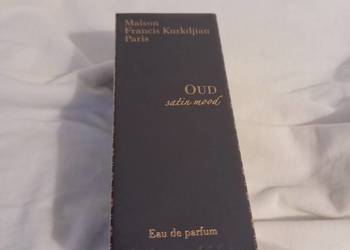 Maison
Francis Kurkdjian
Paris
OUD
satin mood
Eau de parfum